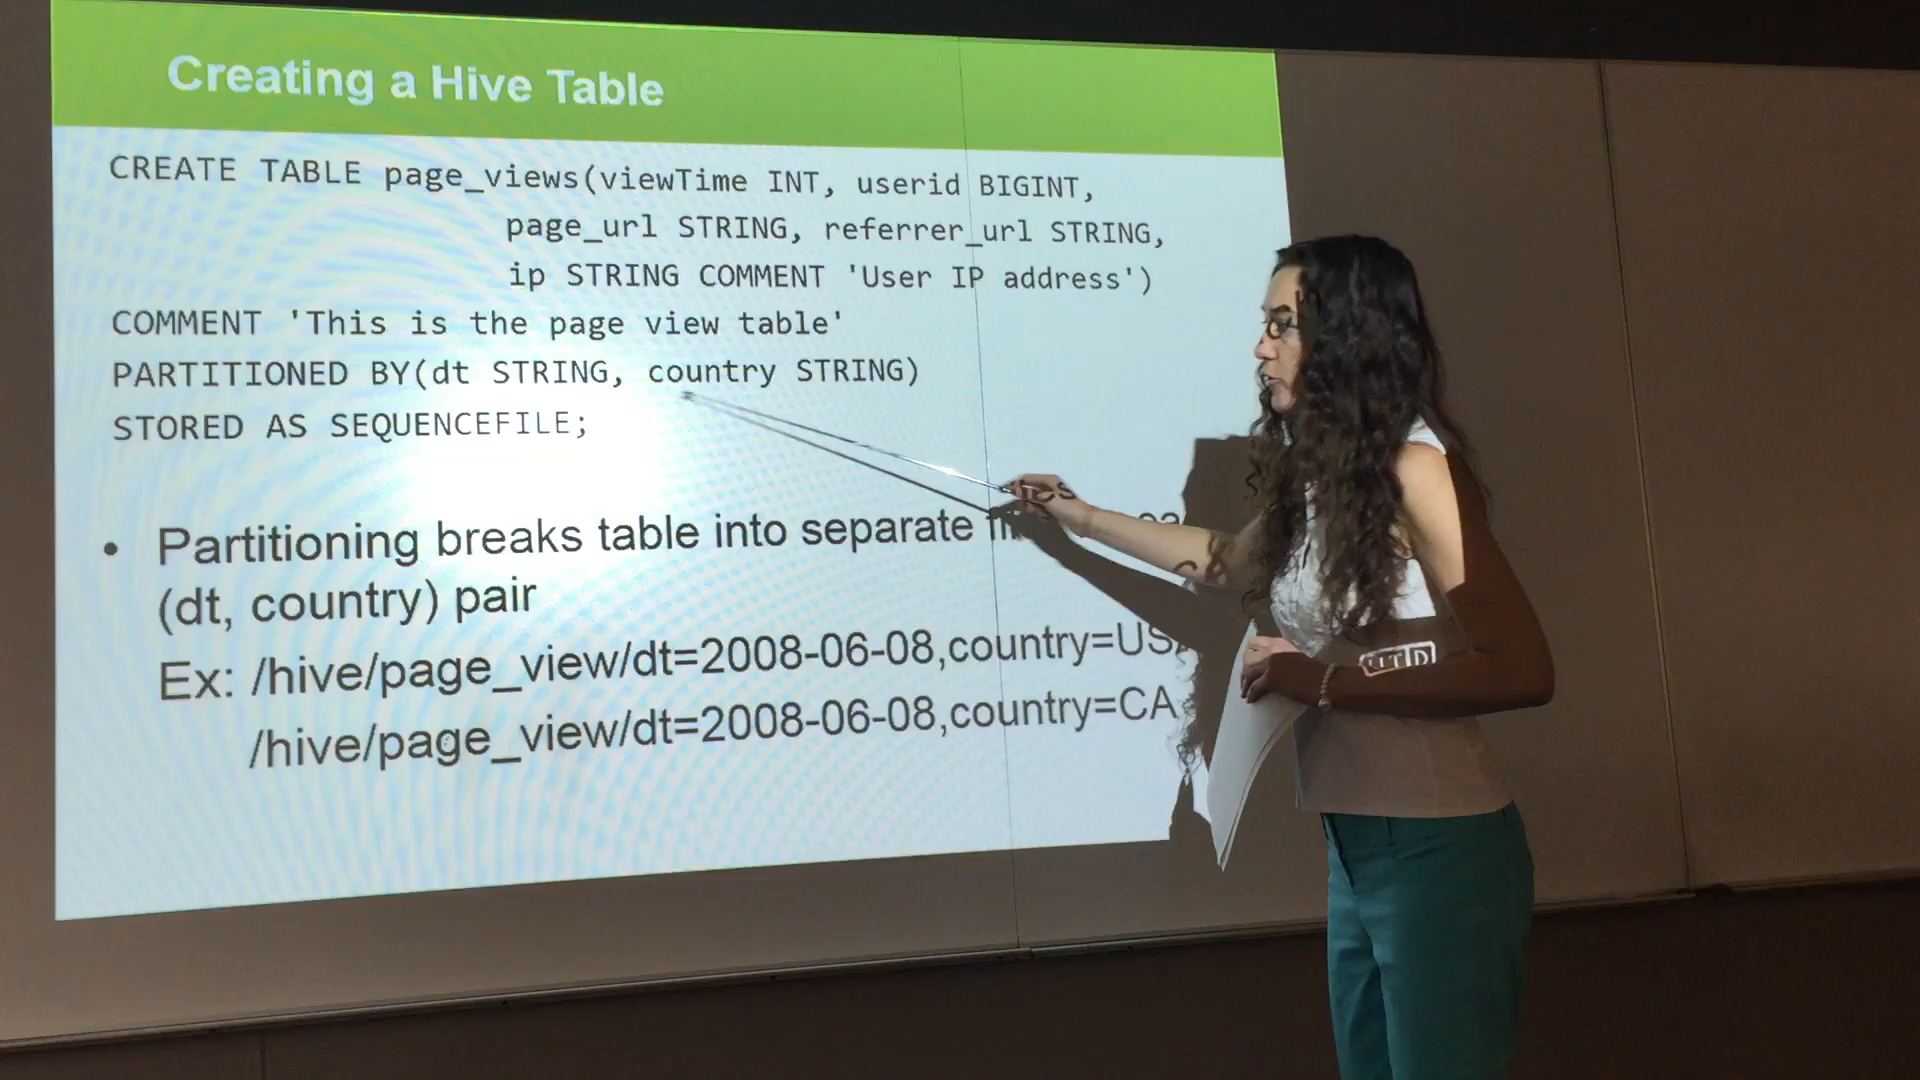 Creating a Hive Table
CREATE TABLE page_views(viewTime INT, userid BIGINT,
page_url STRING, referrer_url STRING,
ip STRING COMMENT 'User IP address')
COMMENT 'This is the page view table'
PARTITIONED BY(dt STRING, country STRING)
STORED AS SEQUENCEFILE;
• Partitioning breaks table into separate
(dt, country) pair
Ex: /hive/page_view/dt=2008-06-08,country=USA
/hive/page_view/dt=2008-06-08,country=CA
UTD